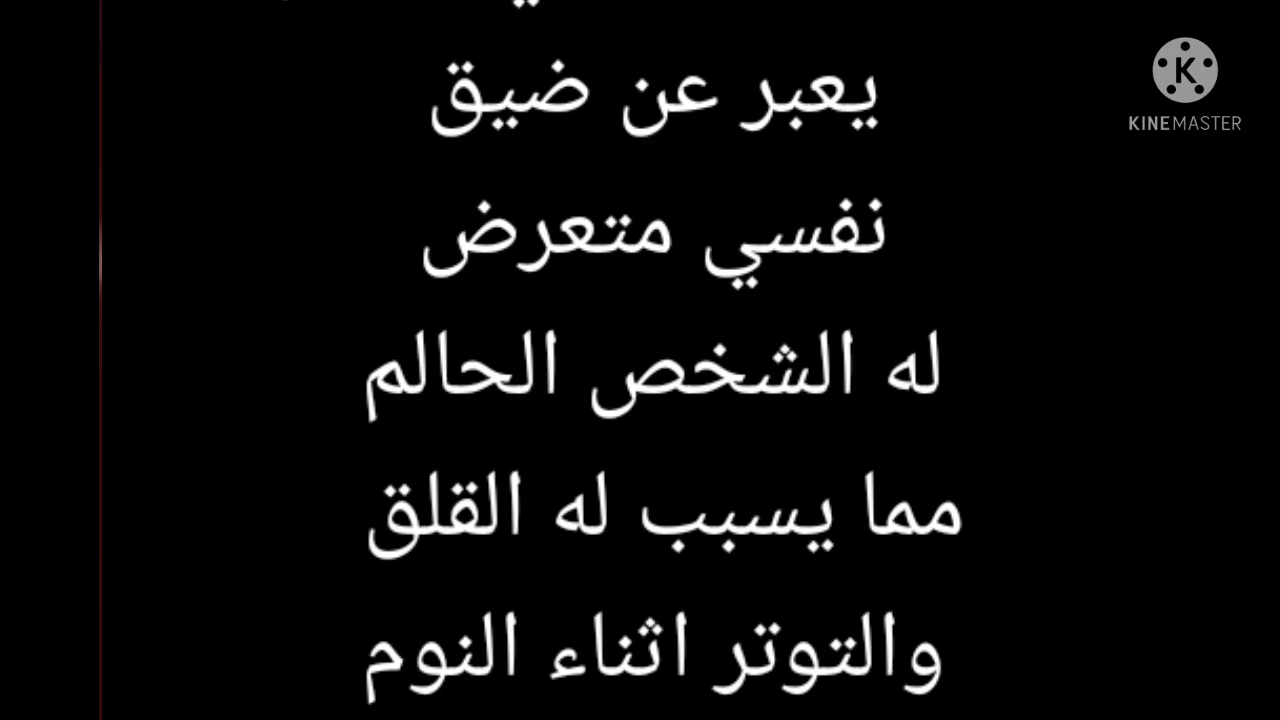 يعبر عن ضيق
نفسي متعرض
له الشخص الحالم
مما يسبب له القلق
والتوتر اثناء النوم
K
KINEMASTER